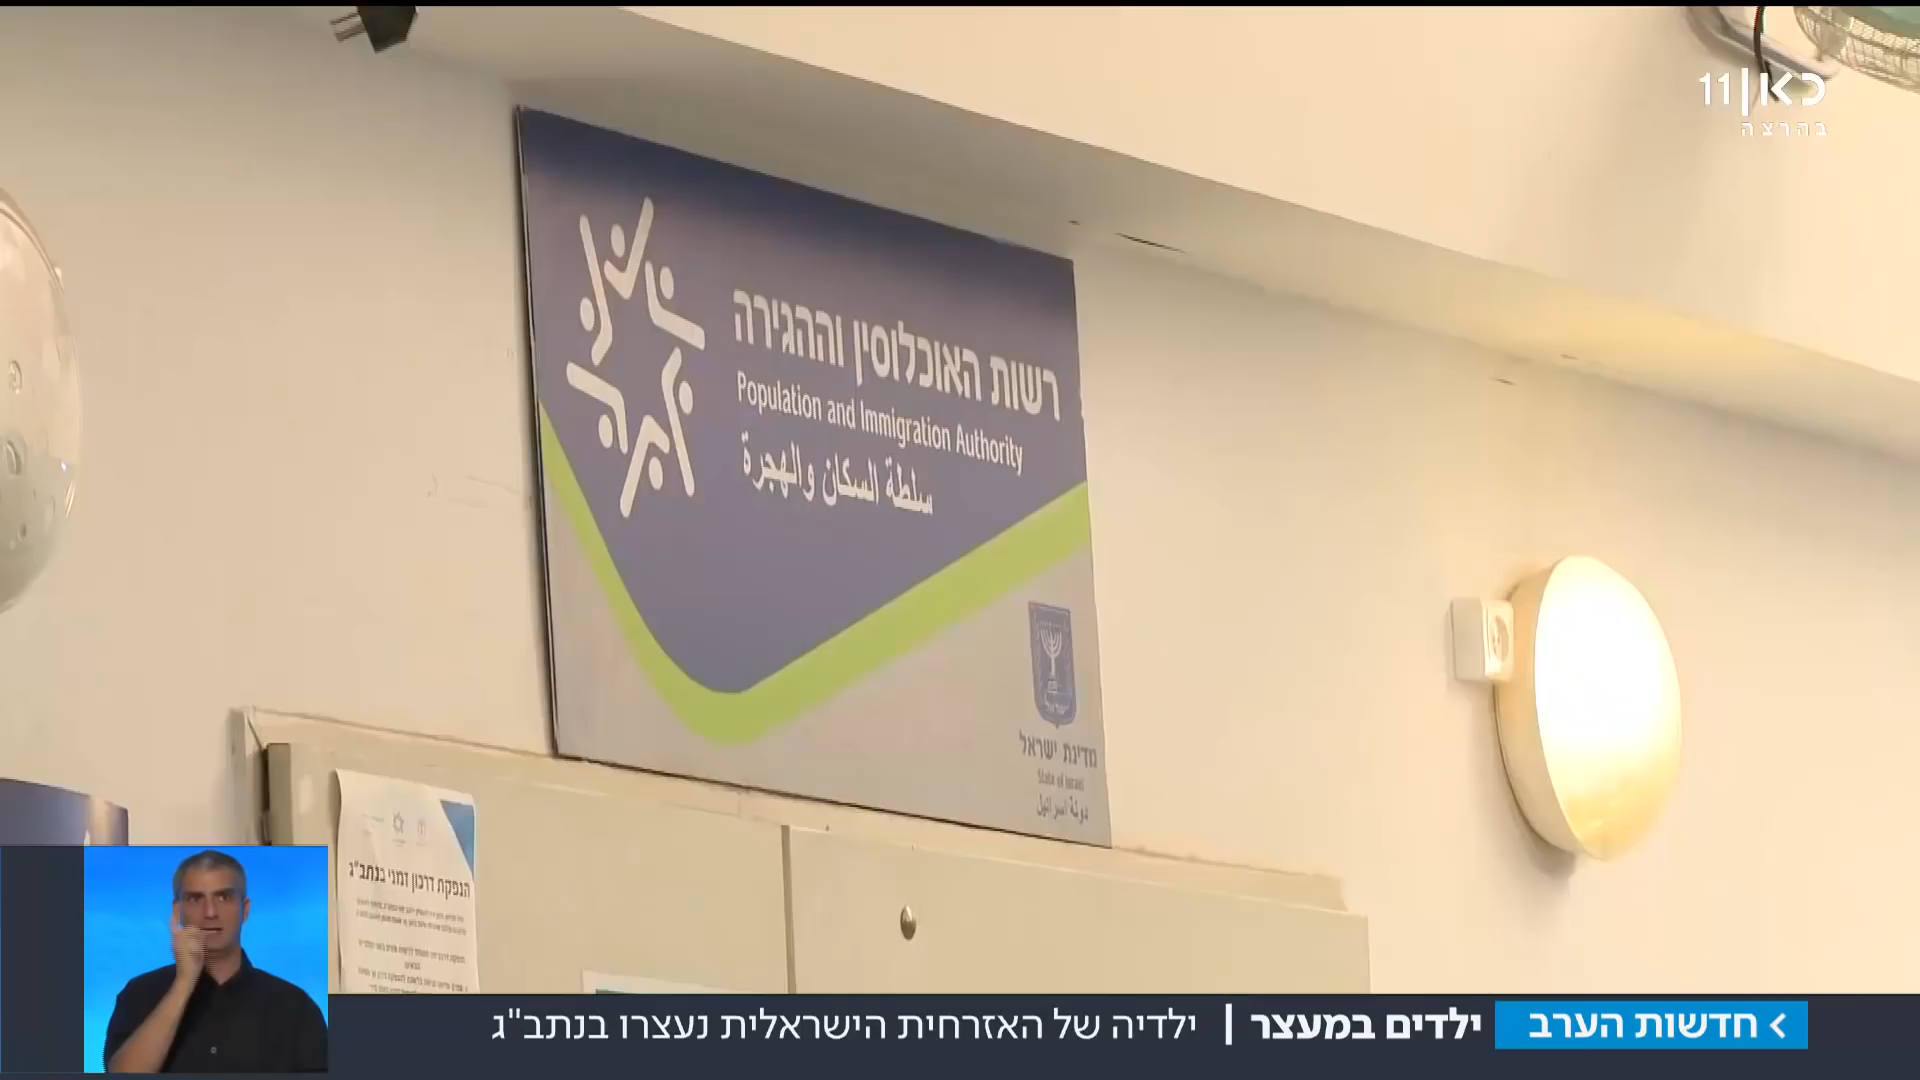 כאן 11
בהרצה
רשות האוכלוסין וההגירה
Population and Immigration Authority
سلطة السكان والهجرة
מדינת ישראל
State of Israel
دولة اسرائيل
הנפקת דרכון זמני בנתב"ג
חדשות הערב
ילדים במעצר | ילדיה של האזרחית הישראלית נעצרו בנתב"ג